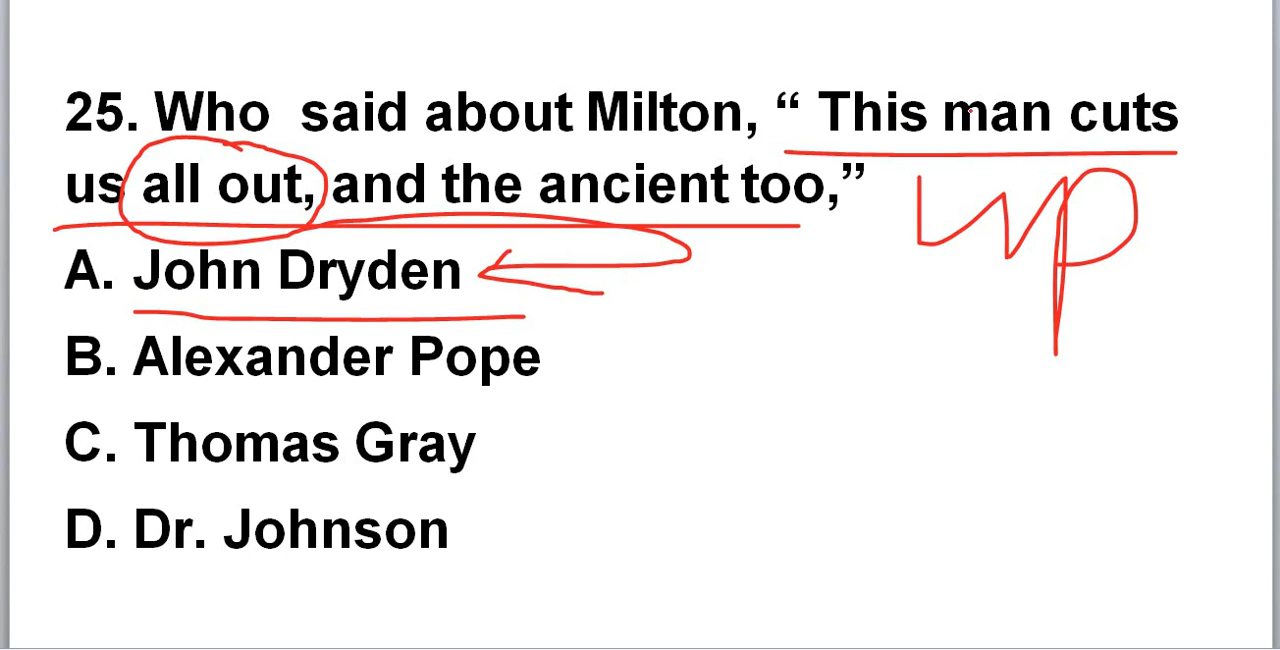 25. Who said about Milton, “ This man cuts
us all out, and the ancient too,”
A. John Dryden
B. Alexander Pope
C. Thomas Gray
D. Dr. Johnson